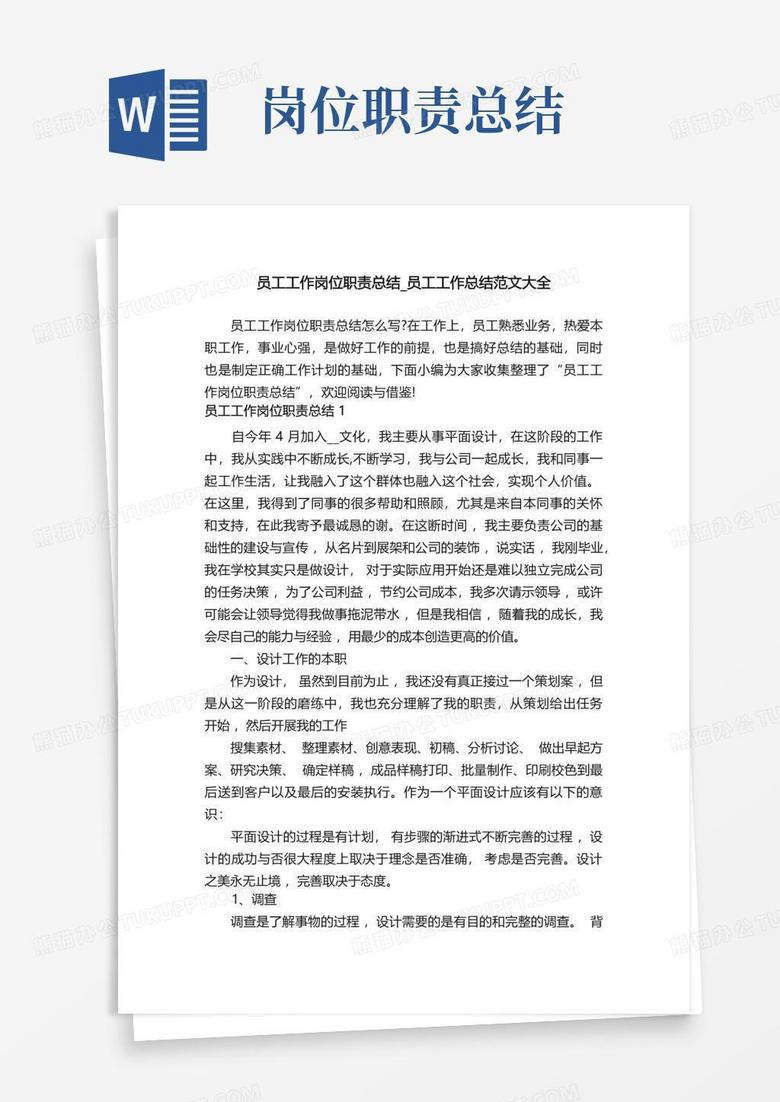 W
岗位职责总结
员工工作岗位职责总结_员工工作总结范文大全
员工工作岗位职责总结怎么写?在工作上，员工熟悉业务，热爱本
职工作，事业心强，是做好工作的前提，也是搞好总结的基础，同时
也是制定正确工作计划的基础，下面小编为大家收集整理了“员工工
作岗位职责总结”，欢迎阅读与借鉴!
员工工作岗位职责总结 1
自今年 4 月加入__文化，我主要从事平面设计，在这阶段的工作
中，我从实践中不断成长,不断学习，我与公司一起成长，我和同事一
起工作生活，让我融入了这个群体也融入这个社会，实现个人价值。
在这里，我得到了同事的很多帮助和照顾，尤其是来自本同事的关怀
和支持，在此我寄予最诚恳的谢。在这断时间，我主要负责公司的基
础性的建设与宣传，从名片到展架和公司的装饰，说实话，我刚毕业，
我在学校其实只是做设计， 对于实际应用开始还是难以独立完成公司
的任务决策，为了公司利益，节约公司成本，我多次请示领导，或许
可能会让领导觉得我做事拖泥带水，但是我相信，随着我的成长，我
会尽自己的能力与经验，用最少的成本创造更高的价值。
一、设计工作的本职
作为设计， 虽然到目前为止，我还没有真正接过一个策划案，但
是从这一阶段的磨练中，我也充分理解了我的职责，从策划给出任务
开始，然后开展我的工作
搜集素材、 整理素材、创意表现、初稿、分析讨论、 做出早起方
案、研究决策、 确定样稿，成品样稿打印、批量制作、印刷校色到最
后送到客户以及最后的安装执行。作为一个平面设计应该有以下的意
识：
平面设计的过程是有计划， 有步骤的渐进式不断完善的过程，设
计的成功与否很大程度上取决于理念是否准确， 考虑是否完善。设计
之美永无止境，完善取决于态度。
1、调查
调查是了解事物的过程，设计需要的是有目的和完整的调查。 背